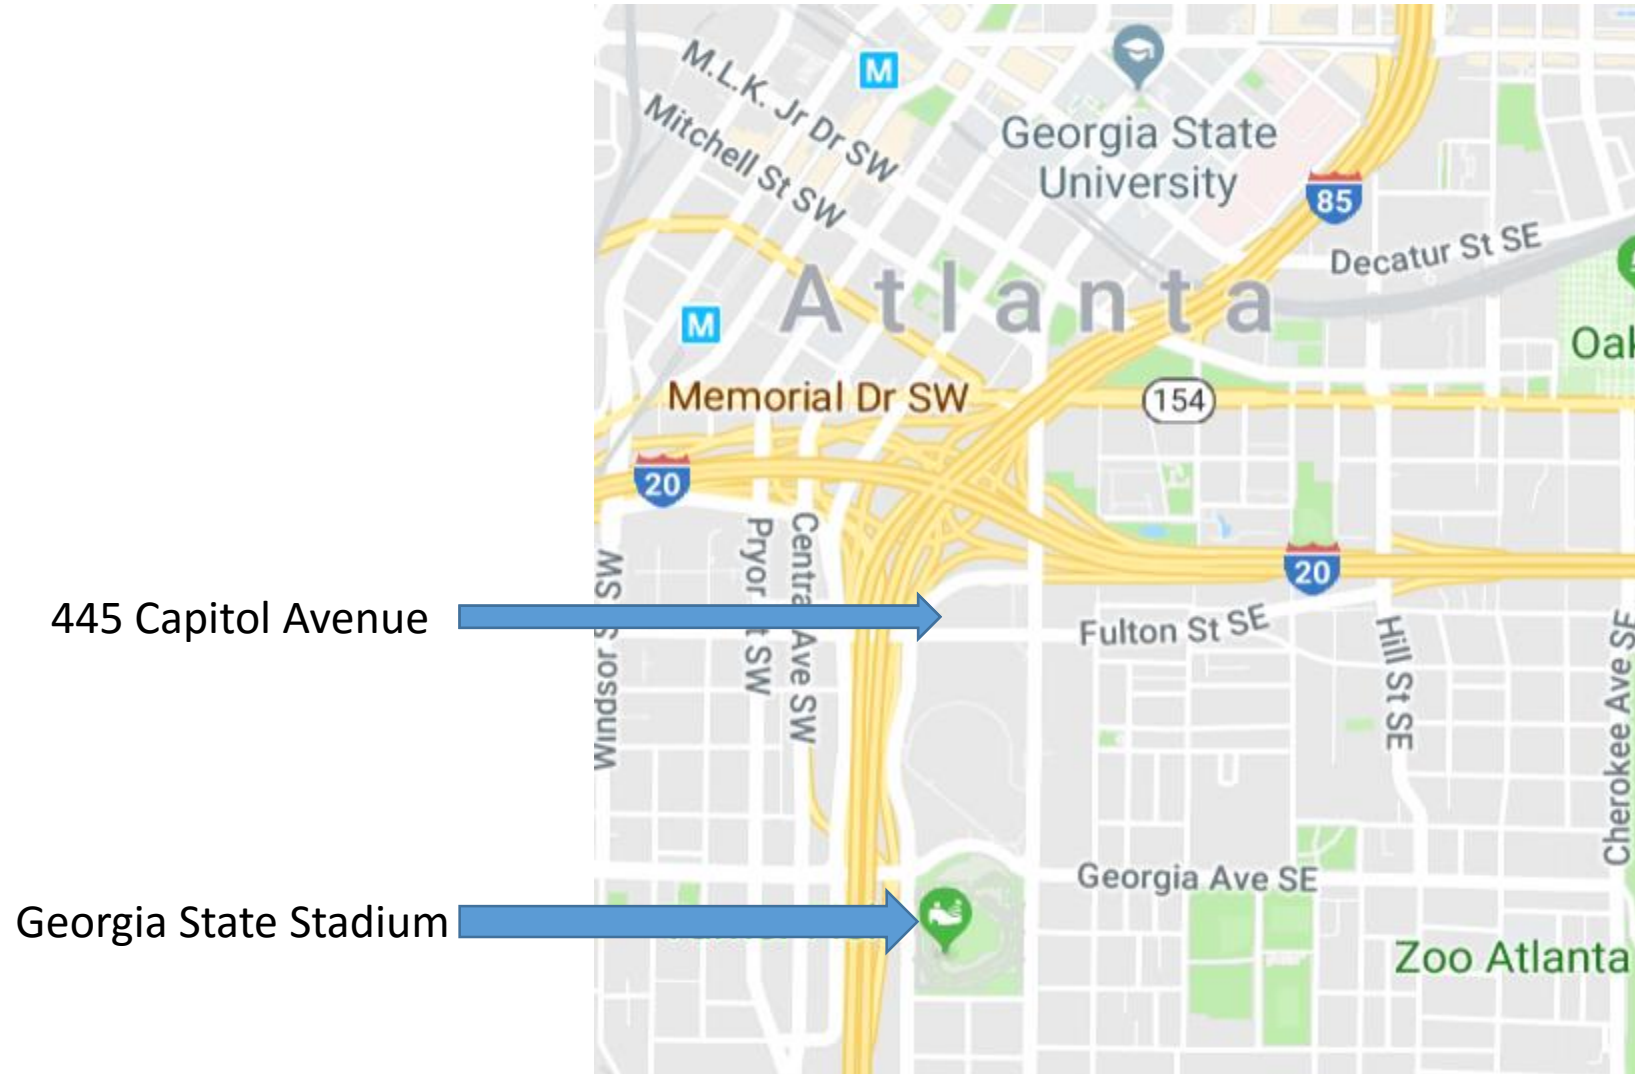 M.L.K. Jr Dr SW
M
Mitchell St SW
Georgia State
University
85
Decatur St SE
Atlanta
M
Oak
Memorial Dr SW
154
20
20
445 Capitol Avenue
Windsor St SW
Pryor St SW
Central Ave SW
Fulton St SE
Hill St SE
Cherokee Ave SE
Georgia Ave SE
Georgia State Stadium
Zoo Atlanta